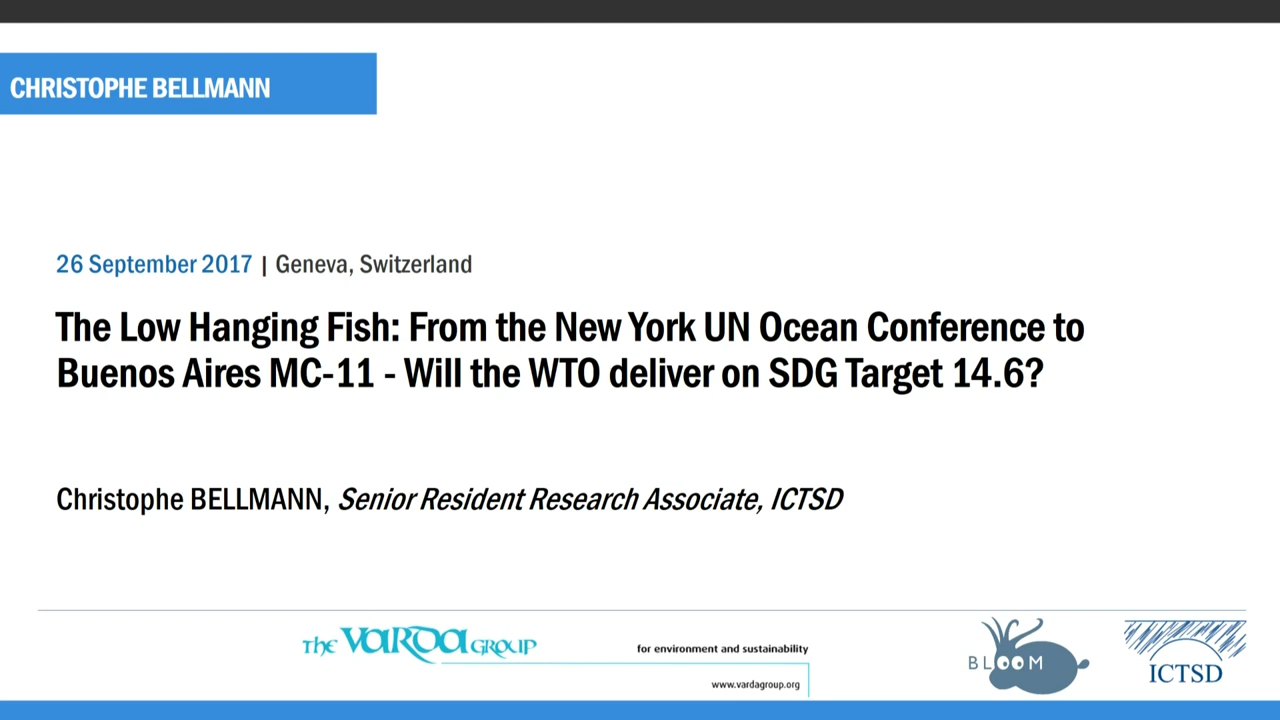 CHRISTOPHE BELLMANN
26 September 2017 | Geneva, Switzerland
The Low Hanging Fish: From the New York UN Ocean Conference to
Buenos Aires MC-11 - Will the WTO deliver on SDG Target 14.6?
Christophe BELLMANN, Senior Resident Research Associate, ICTSD
THE VARDA GROUP
for environment and sustainability
www.vardagroup.org
BLOOM
ICTSD